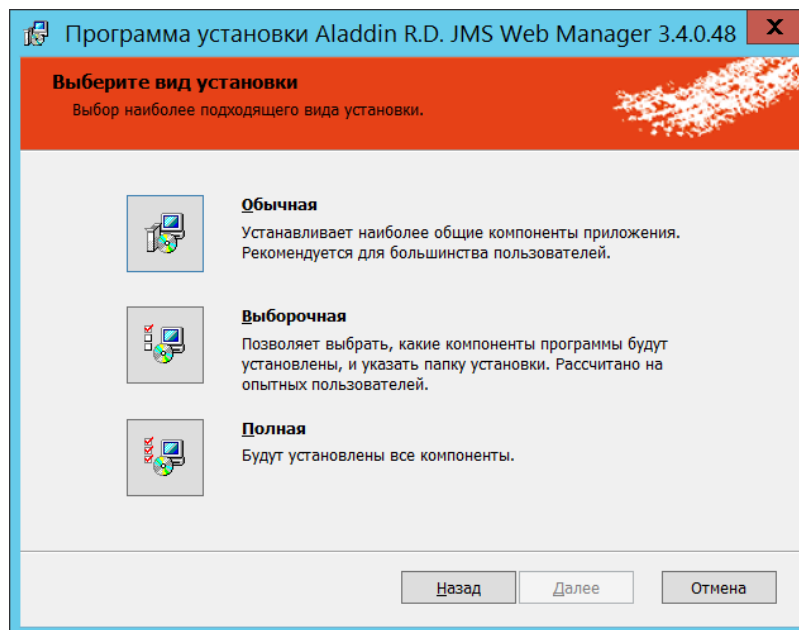 Программа установки Aladdin R.D. JMS Web Manager 3.4.0.48
X
Выберите вид установки
Выбор наиболее подходящего вида установки.
Обычная
Устанавливает наиболее общие компоненты приложения.
Рекомендуется для большинства пользователей.
Выборочная
Позволяет выбрать, какие компоненты программы будут
установлены, и указать папку установки. Рассчитано на
опытных пользователей.
Полная
Будут установлены все компоненты.
Назад
Далее
Отмена